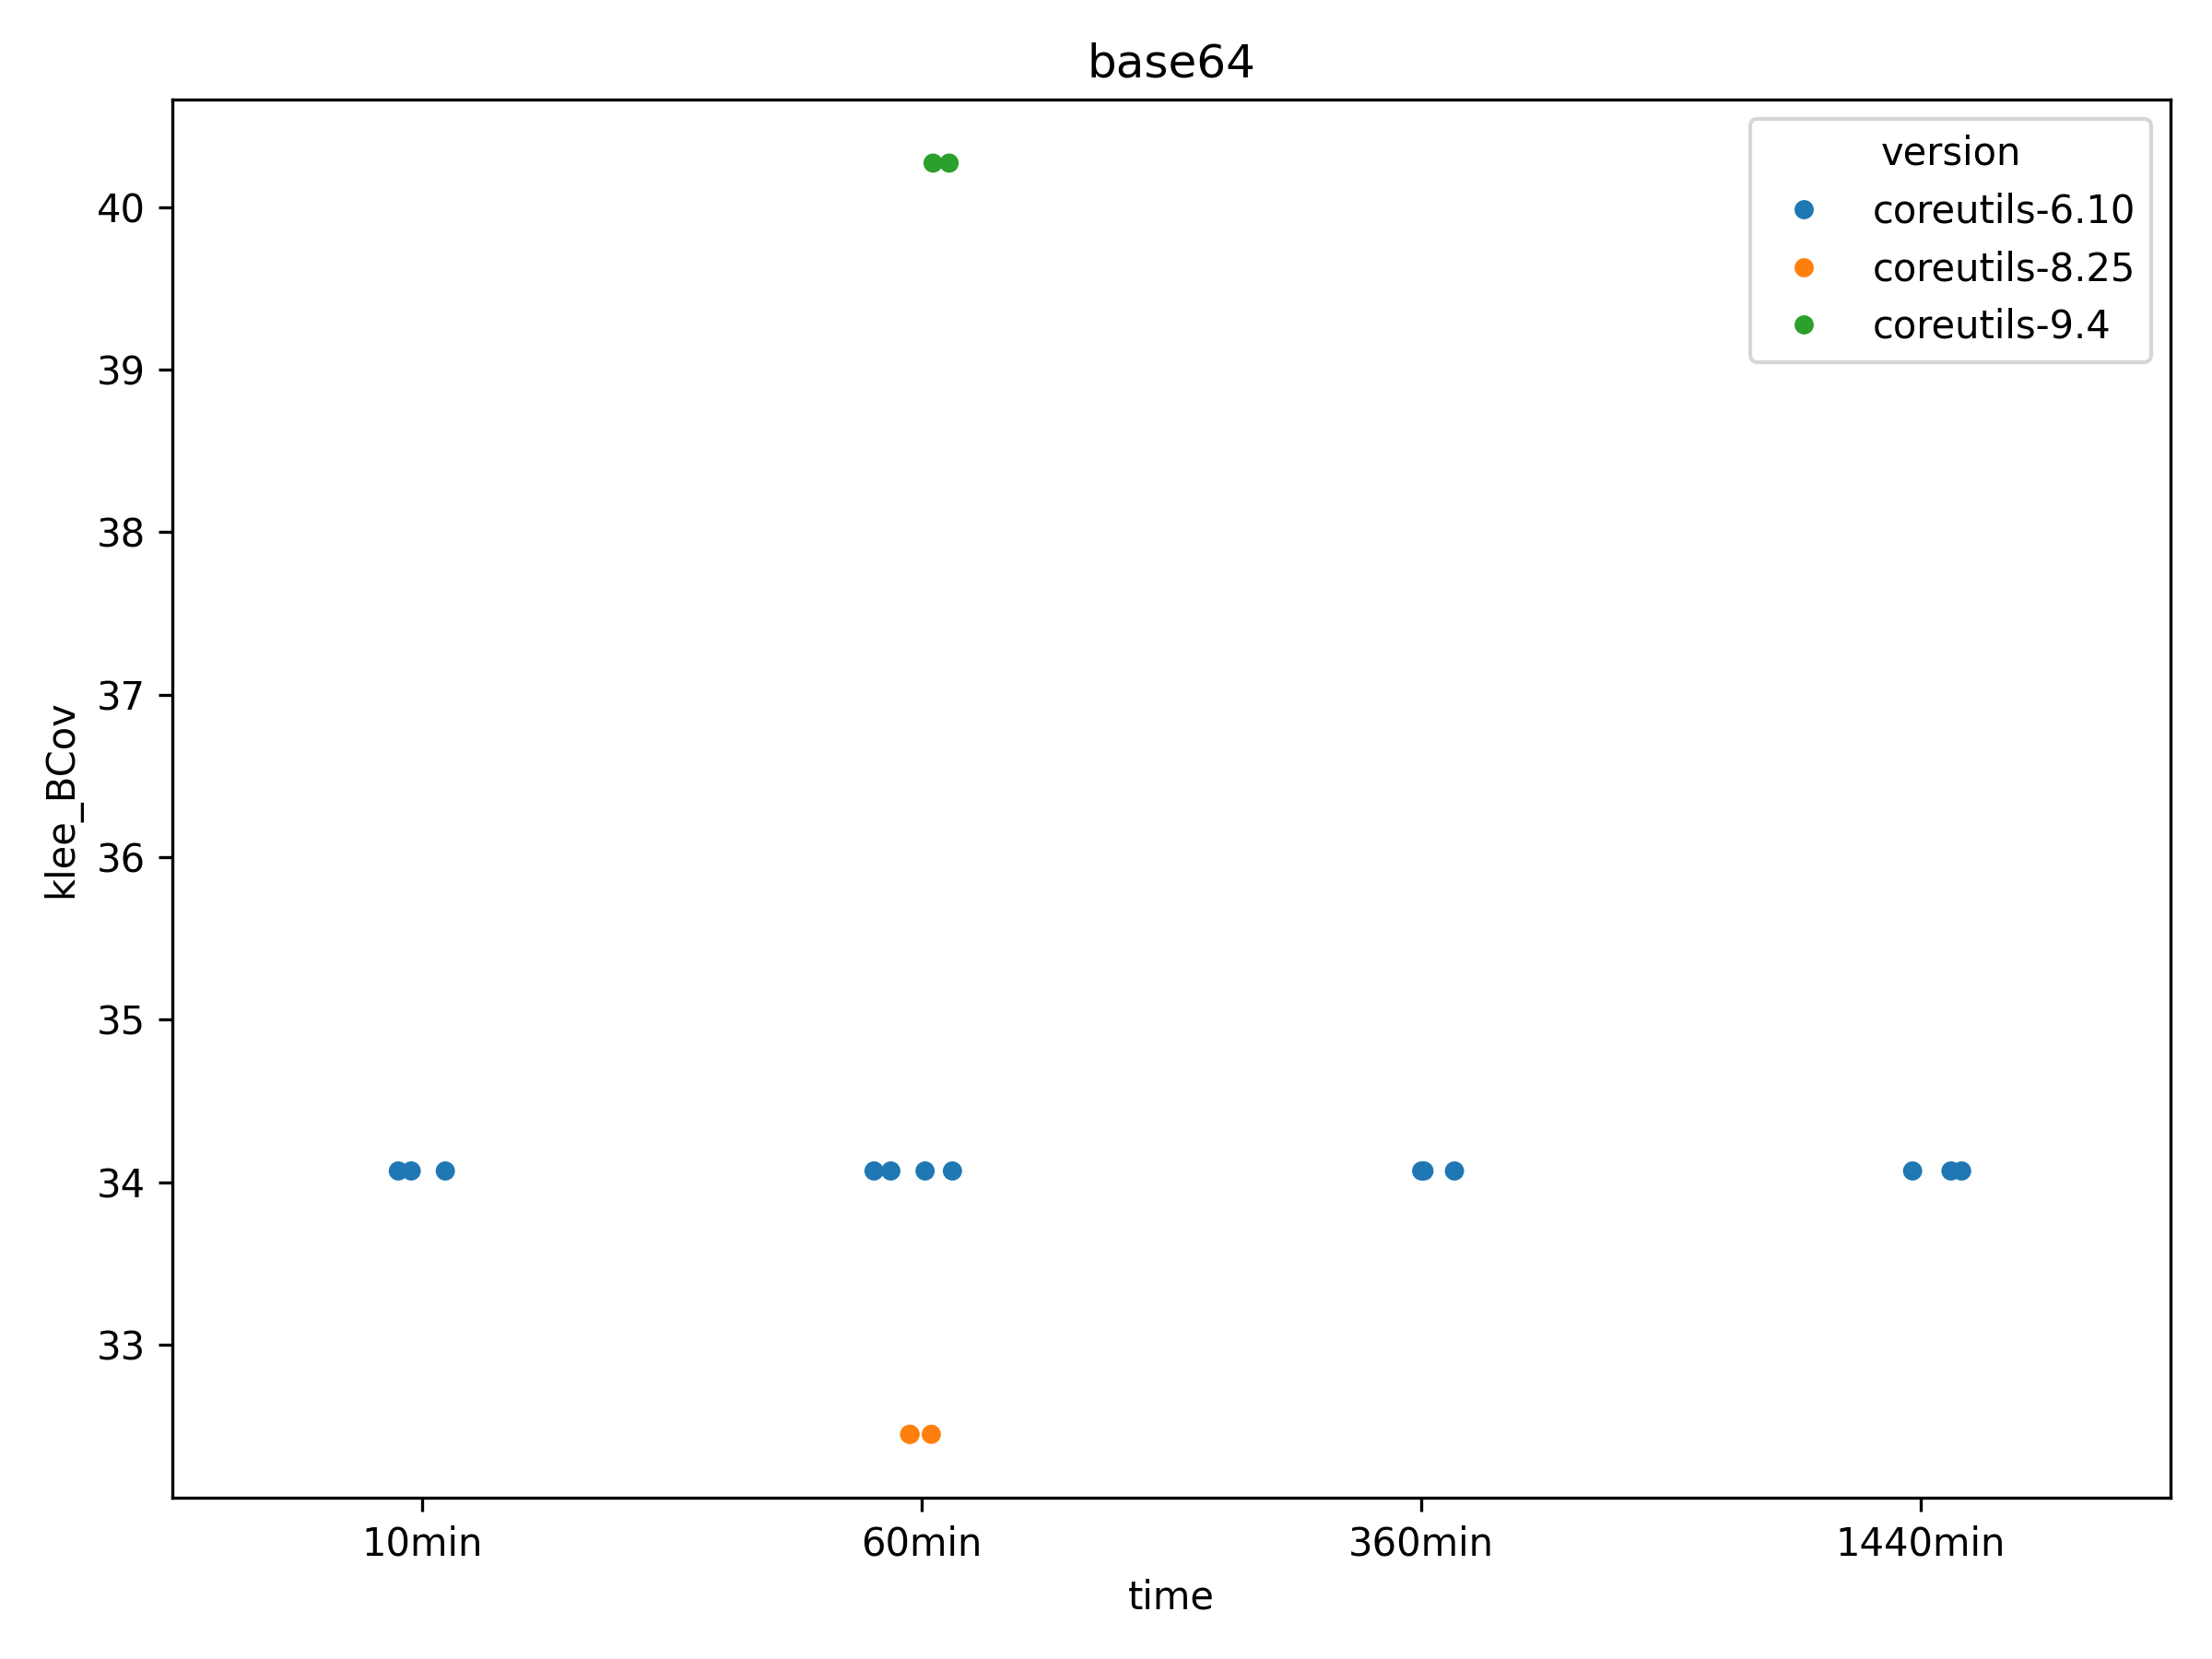 base64
version
coreutils-6.10
coreutils-8.25
coreutils-9.4
klee_BCov
40
39
38
37
36
35
34
33
10min 60min 360min 1440min
time